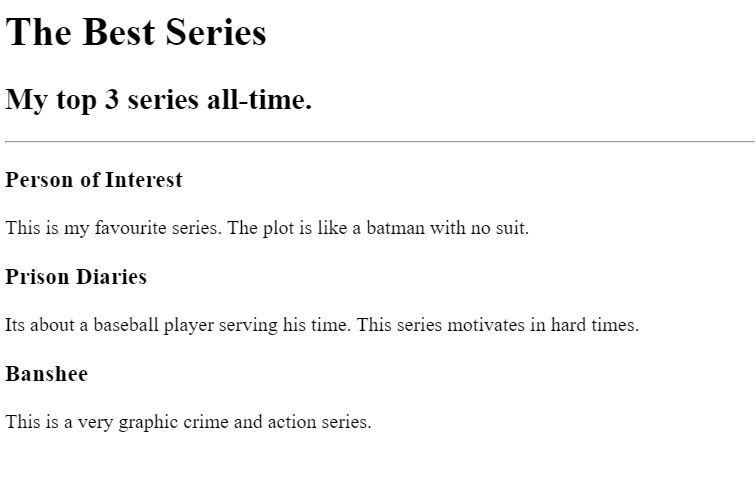 The Best Series
My top 3 series all-time.
Person of Interest
This is my favourite series. The plot is like a batman with no suit.
Prison Diaries
Its about a baseball player serving his time. This series motivates in hard times.
Banshee
This is a very graphic crime and action series.